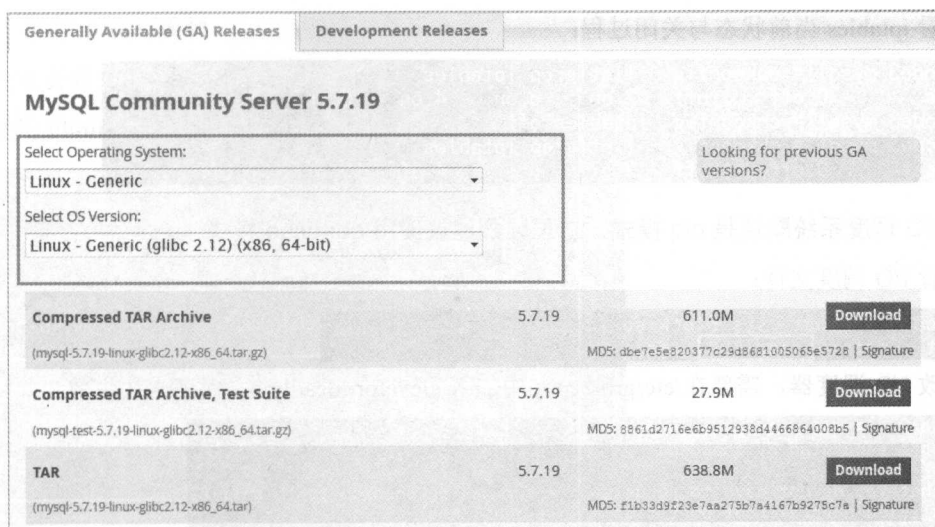 Generally Available (GA) Releases
Development Releases
MySQL Community Server 5.7.19
Select Operating System:
Linux - Generic
Select OS Version:
Linux - Generic (glibc 2.12) (x86, 64-bit)
Looking for previous GA
versions?
Compressed TAR Archive 5.7.19 611.0M Download
(mysql-5.7.19-linux-glibc2.12-x86_64.tar.gz) MD5: dbe7e5e820377c29d8681005065e5728 | Signature
Compressed TAR Archive, Test Suite 5.7.19 27.9M Download
(mysql-test-5.7.19-linux-glibc2.12-x86_64.tar.gz) MD5: 8861d2716e6b9512938d4466864008b5 | Signature
TAR 5.7.19 638.8M Download
(mysql-5.7.19-linux-glibc2.12-x86_64.tar) MD5: f1b33d9f23e7aa275b7a4167b9275c7a | Signature